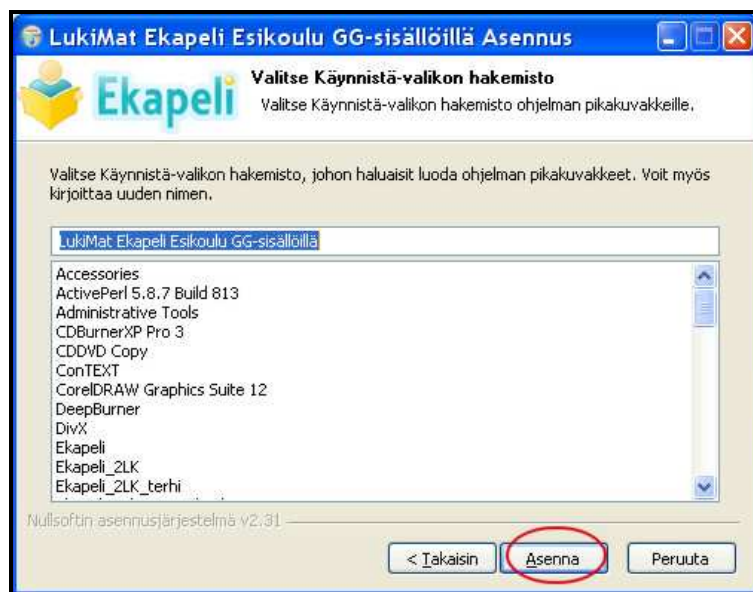 LukiMat Ekapeli Esikoulu GG-sisällöillä Asennus
Ekapeli
Valitse Käynnistä-valikon hakemisto
Valitse Käynnistä-valikon hakemisto ohjelman pikakuvakkeille.
Valitse Käynnistä-valikon hakemisto, johon haluaisit luoda ohjelman pikakuvakkeet. Voit myös
kirjoittaa uuden nimen.
LukiMat Ekapeli Esikoulu GG-sisällöillä
Accessories
ActivePerl 5.8.7 Build 813
Administrative Tools
CDBurnerXP Pro 3
CDDVD Copy
ConTEXT
CorelDRAW Graphics Suite 12
DeepBurner
DivX
Ekapeli
Ekapeli_2LK
Ekapeli_2LK_terhi
Nullsoftin asennusjärjestelmä v2.31
< Takaisin
Asenna
Peruuta